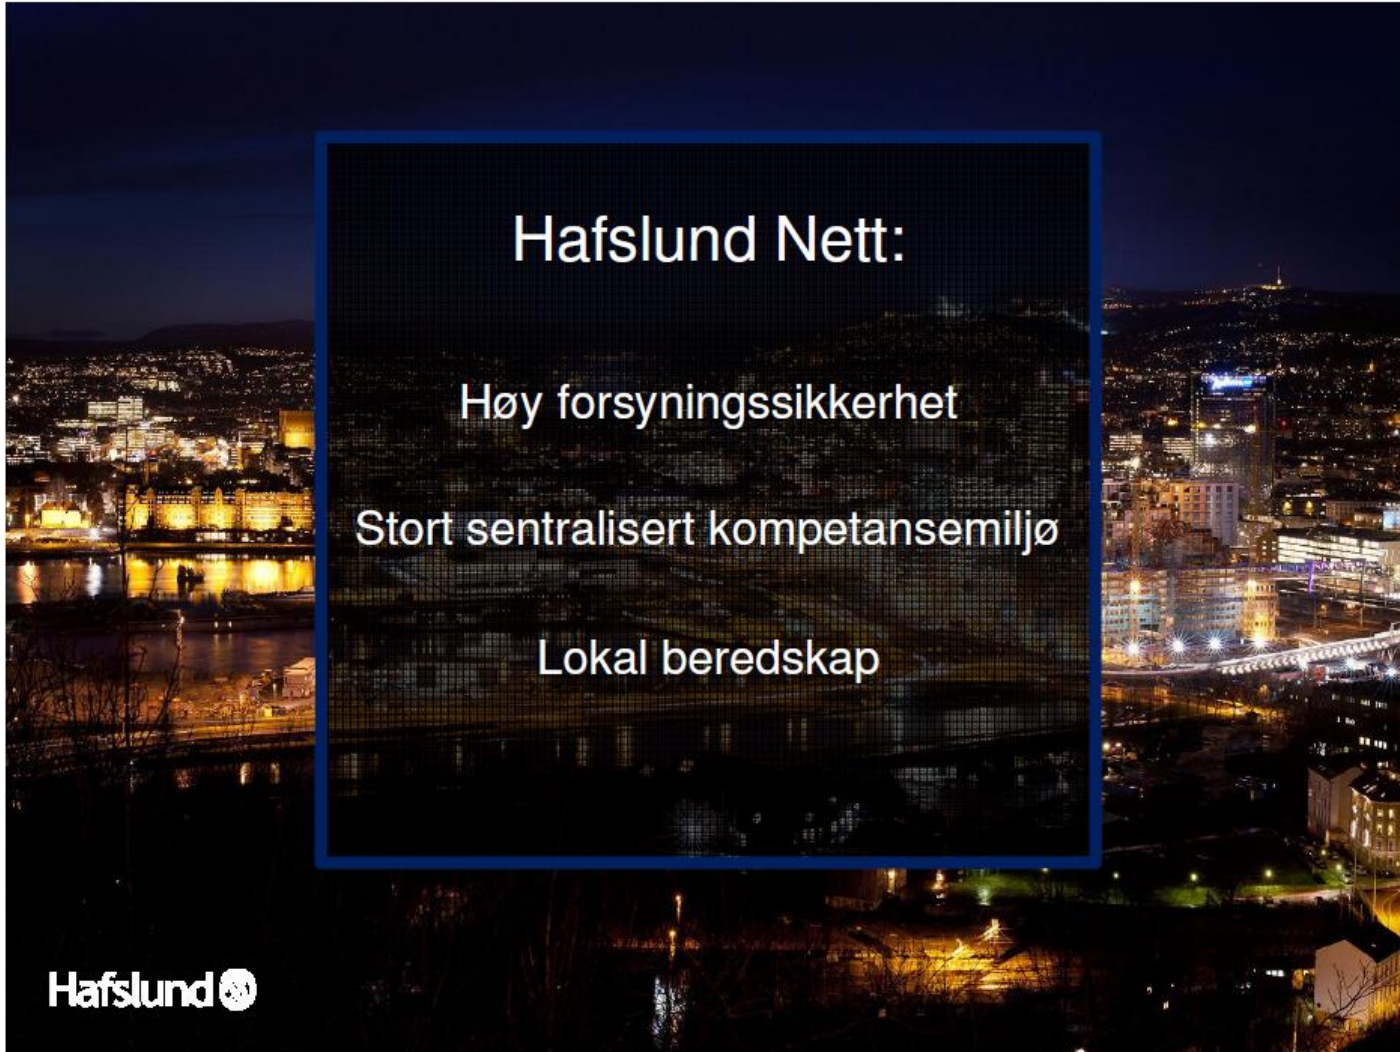 Hafslund Nett:
Høy forsyningssikkerhet
Stort sentralisert kompetansemiljø
Lokal beredskap
Hafslund